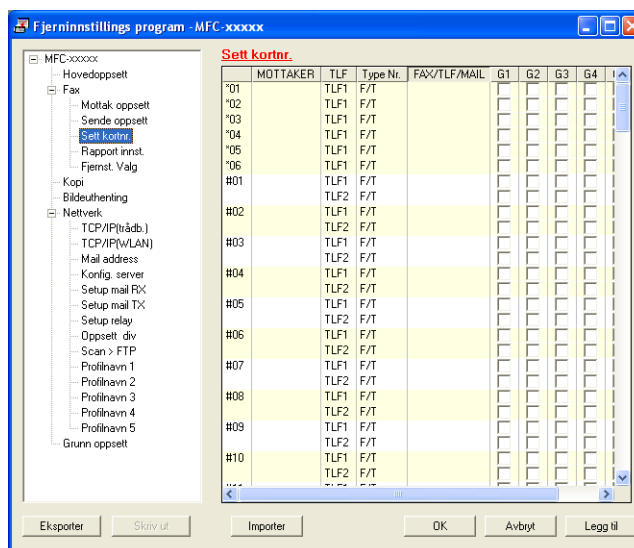 Fjerninnstillings program - MFC-xxxxx
MFC-xxxxx
Hovedoppsett
Fax
Mottak oppsett
Sende oppsett
Sett kortnr.
Rapport innst.
Fjernst. Valg
Kopi
Bildeuthenting
Nettverk
TCP/IP(trådb.)
TCP/IP(WLAN)
Mail address
Konfig. server
Setup mail RX
Setup mail TX
Setup relay
Oppsett div
Scan > FTP
Profilnavn 1
Profilnavn 2
Profilnavn 3
Profilnavn 4
Profilnavn 5
Grunn oppsett
Sett kortnr.
MOTTAKER TLF Type Nr. FAX/TLF/MAIL G1 G2 G3 G4
*01 TLF1 F/T
*02 TLF1 F/T
*03 TLF1 F/T
*04 TLF1 F/T
*05 TLF1 F/T
*06 TLF1 F/T
#01 TLF1 F/T
TLF2 F/T
#02 TLF1 F/T
TLF2 F/T
#03 TLF1 F/T
TLF2 F/T
#04 TLF1 F/T
TLF2 F/T
#05 TLF1 F/T
TLF2 F/T
#06 TLF1 F/T
TLF2 F/T
#07 TLF1 F/T
TLF2 F/T
#08 TLF1 F/T
TLF2 F/T
#09 TLF1 F/T
TLF2 F/T
#10 TLF1 F/T
TLF2 F/T
#11 TLF1 F/T
Eksporter Skriv ut Importer OK Avbryt Legg til